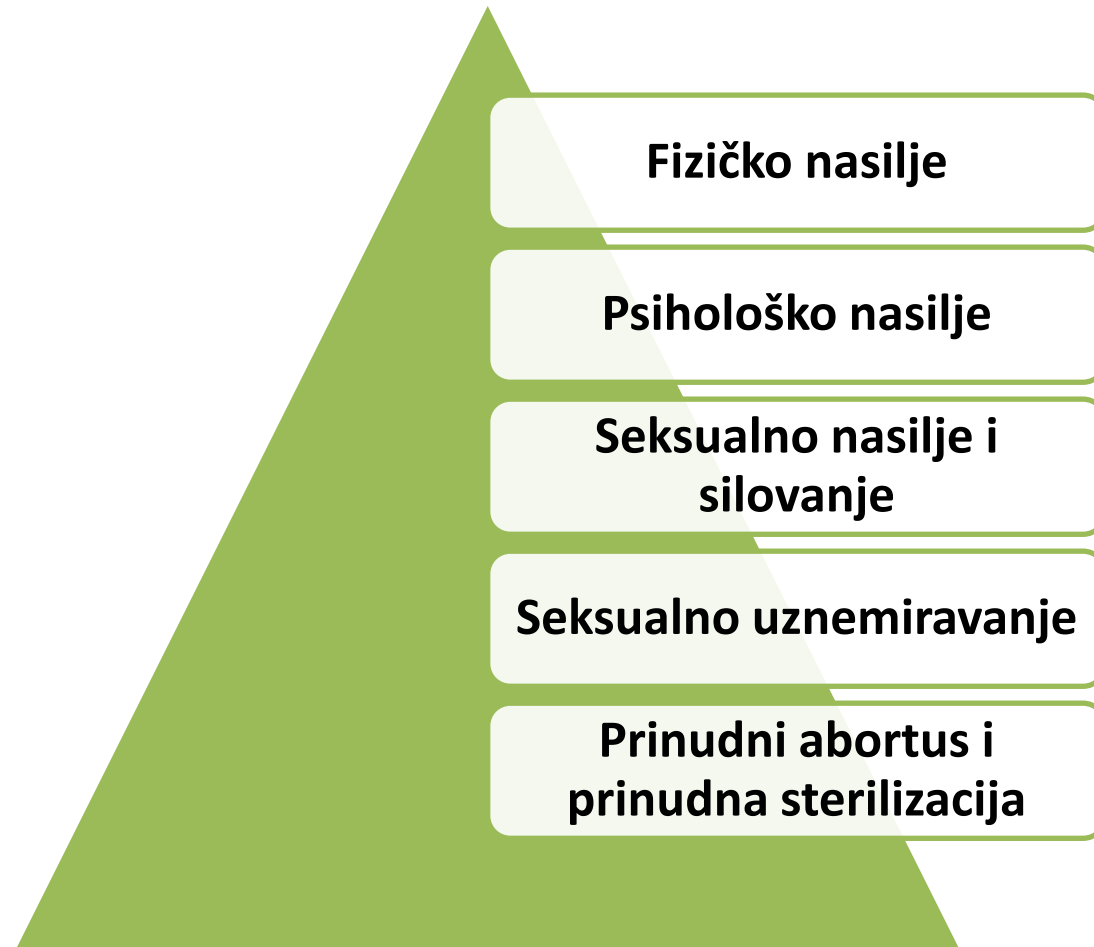 Fizičko nasilje
Psihološko nasilje
Seksualno nasilje i
silovanje
Seksualno uznemiravanje
Prinudni abortus i
prinudna sterilizacija